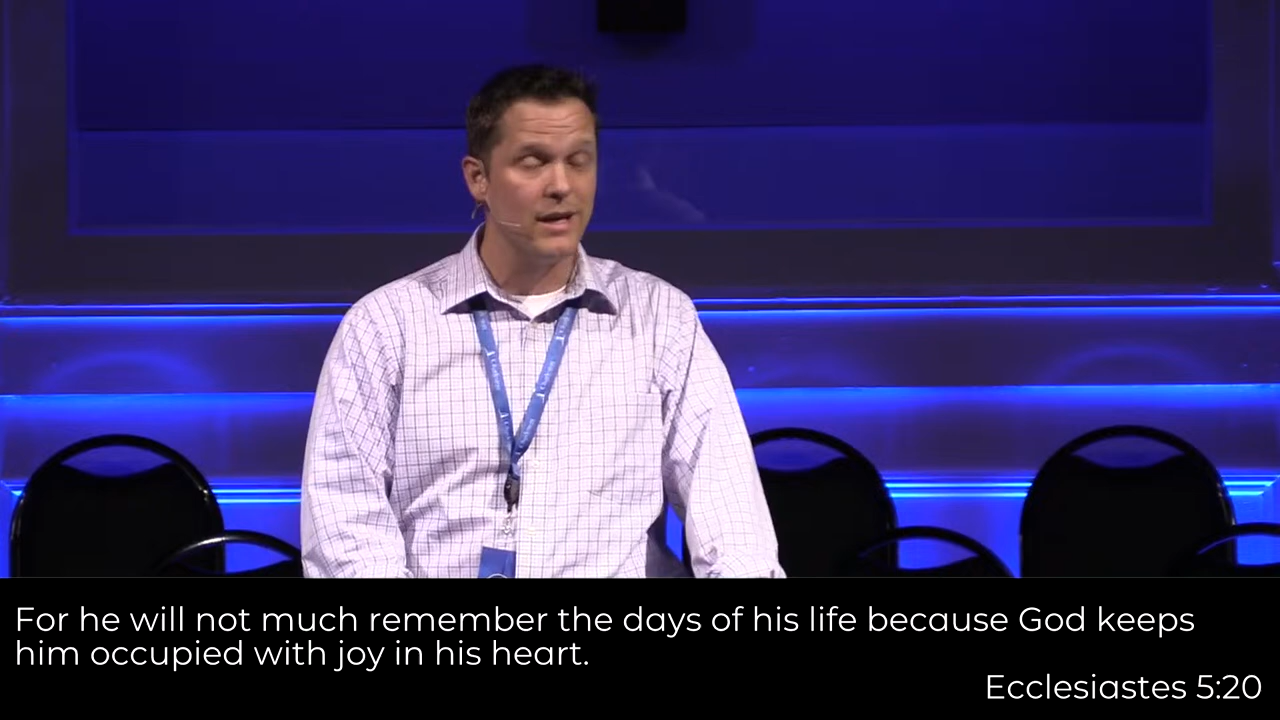 For he will not much remember the days of his life because God keeps
him occupied with joy in his heart.
Ecclesiastes 5:20